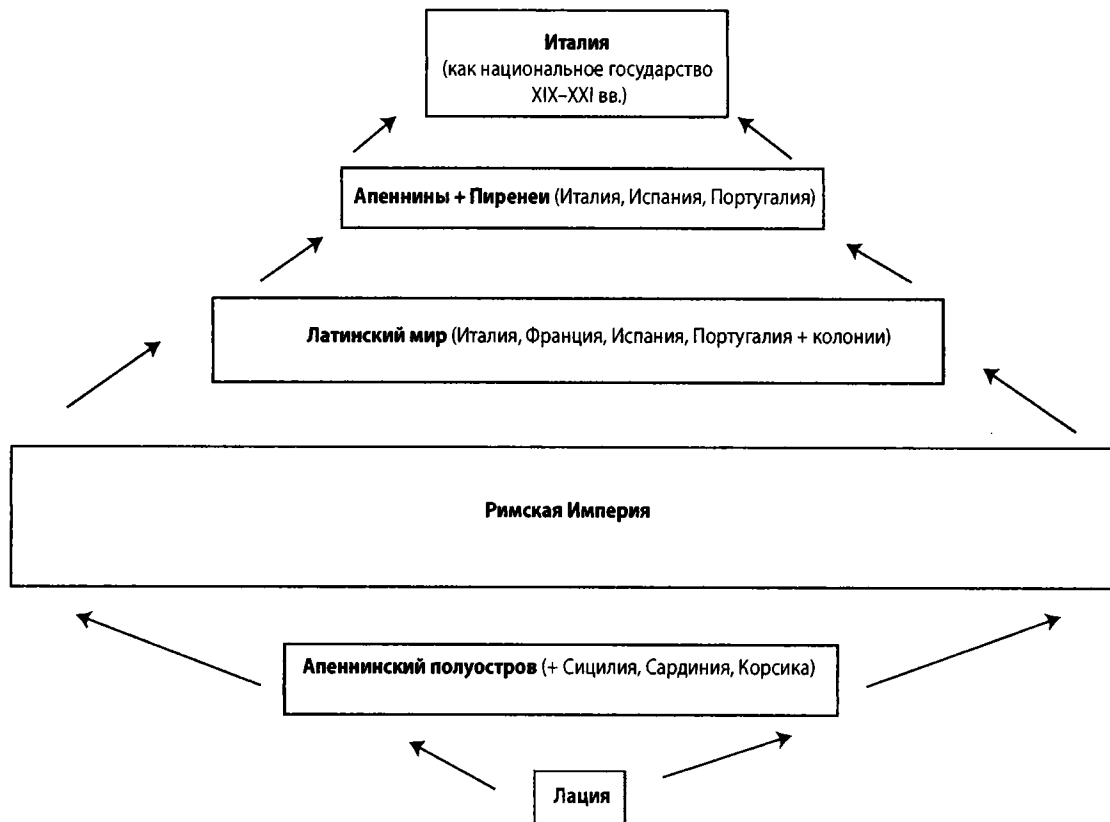 Италия
(как национальное государство
XIX–XXI вв.)
Апеннины + Пиренеи (Италия, Испания, Португалия)
Латинский мир (Италия, Франция, Испания, Португалия + колонии)
Римская Империя
Апеннинский полуостров (+ Сицилия, Сардиния, Корсика)
Лация